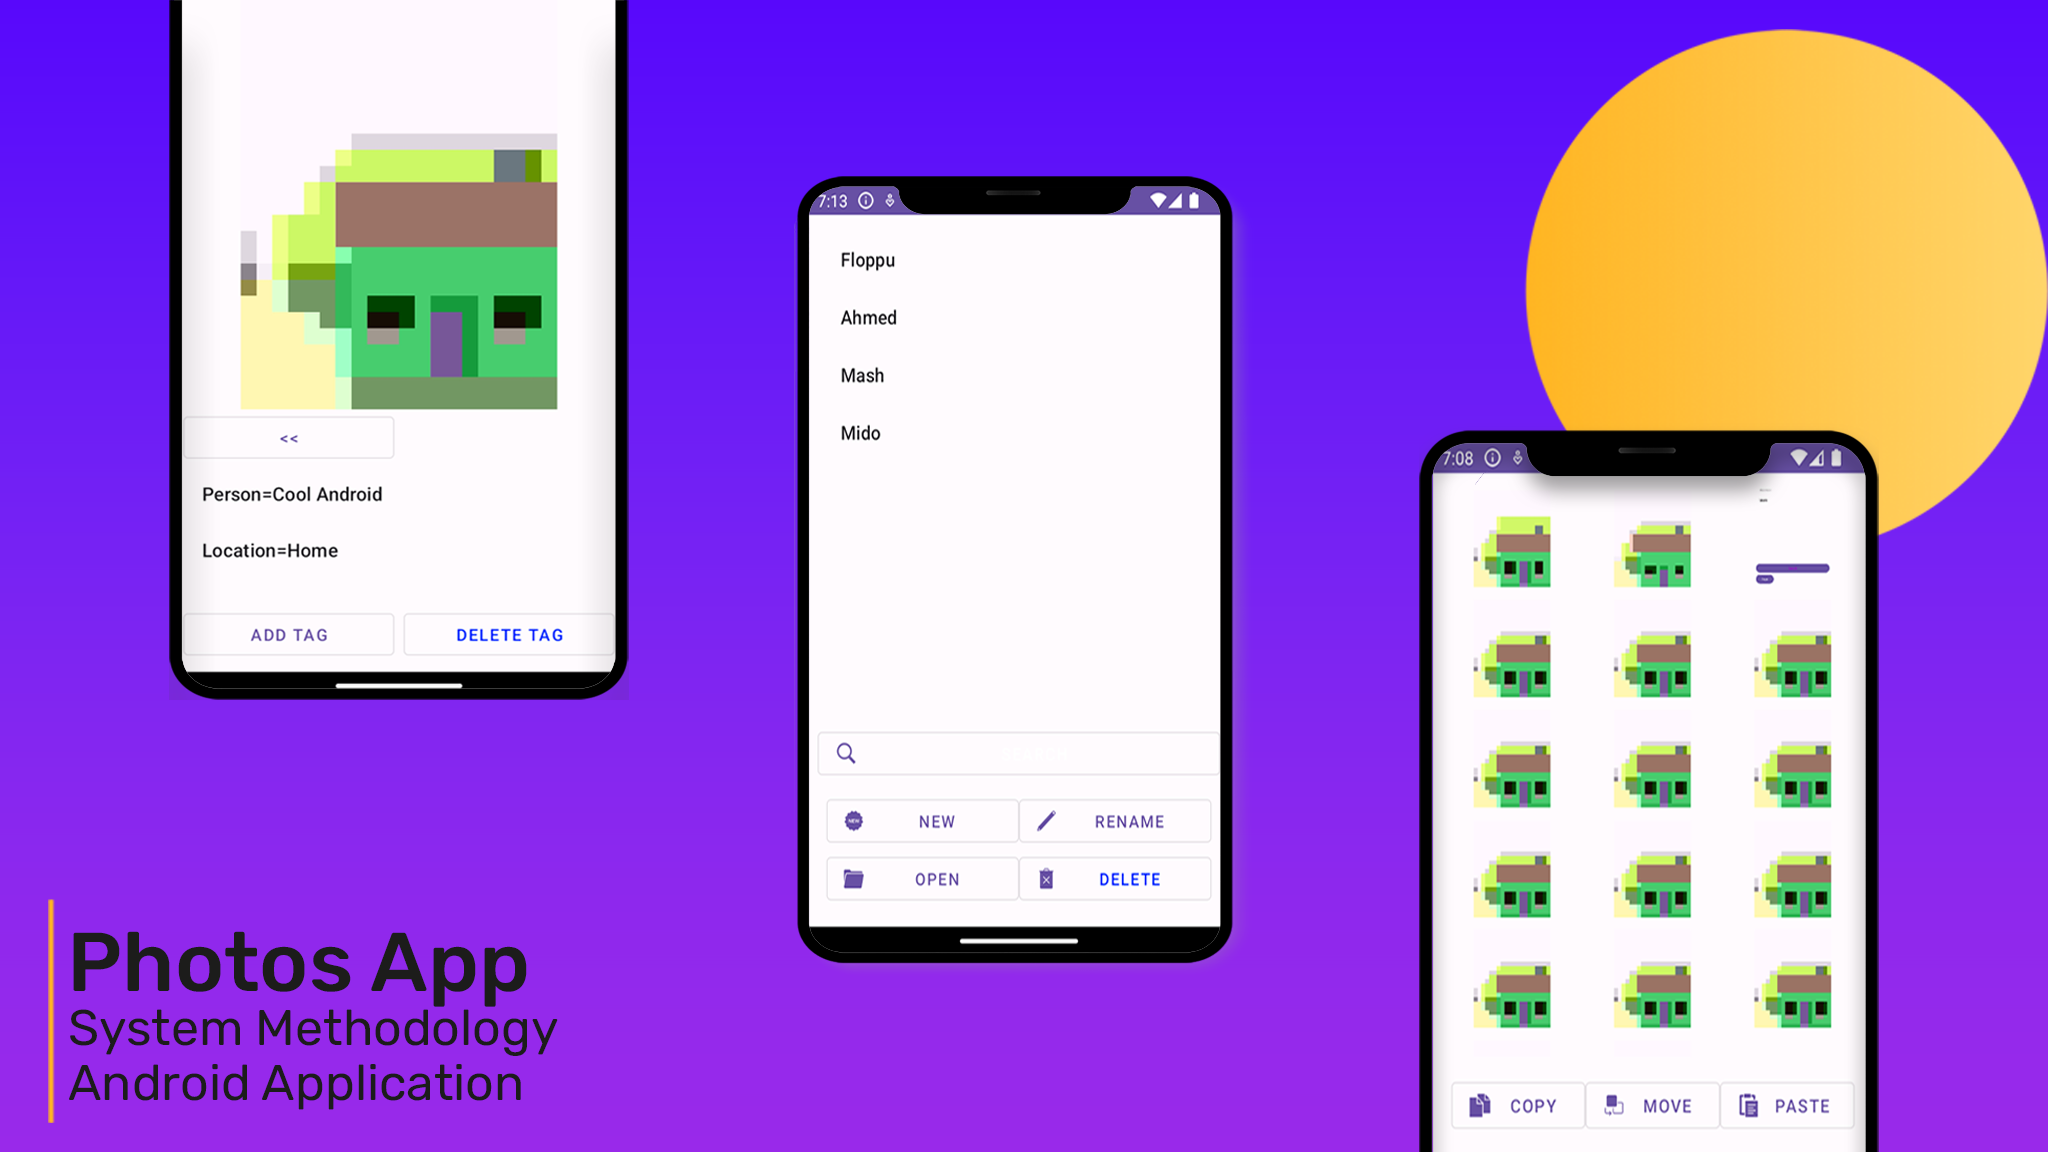 <<
Person=Cool Android
Location=Home
ADD TAG
DELETE TAG
7:13
Floppu
Ahmed
Mash
Mido
NEW
RENAME
OPEN
DELETE
7:08
COPY
MOVE
PASTE
Photos App
System Methodology
Android Application